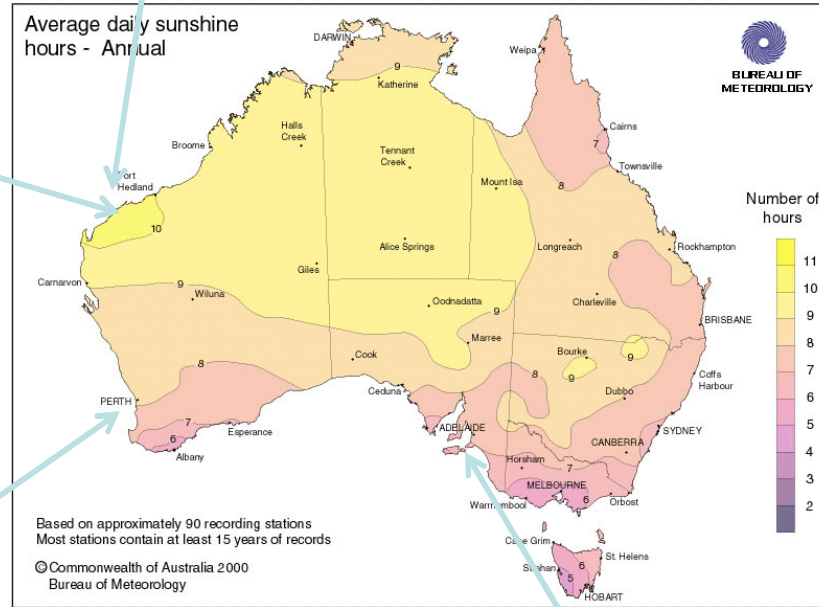 Average daily sunshine
hours - Annual
BUREAU OF
METEOROLOGY
DARWIN
Weipa
9
Katherine
Cairns
7
Halls
Creek
Broome
Tennant
Creek
Townsville
Port
Hedland
Mount Isa
8
10
Number of
hours
11
10
9
8
7
6
5
4
3
2
Alice Springs
Longreach
8
Rockhampton
Giles
Carnarvon
9
Wiluna
Oodnadatta
9
Charleville
BRISBANE
Marree
Cook
Bourke
9
9
8
8
Coffs
Harbour
Ceduna
Dubbo
PERTH
7
6
Esperance
Albany
ADELAIDE
SYDNEY
CANBERRA
Horsham
7
MELBOURNE
6
Warrnambool
Orbost
Cape Grim
St. Helens
6
5
HOBART
Based on approximately 90 recording stations
Most stations contain at least 15 years of records
© Commonwealth of Australia 2000
Bureau of Meteorology